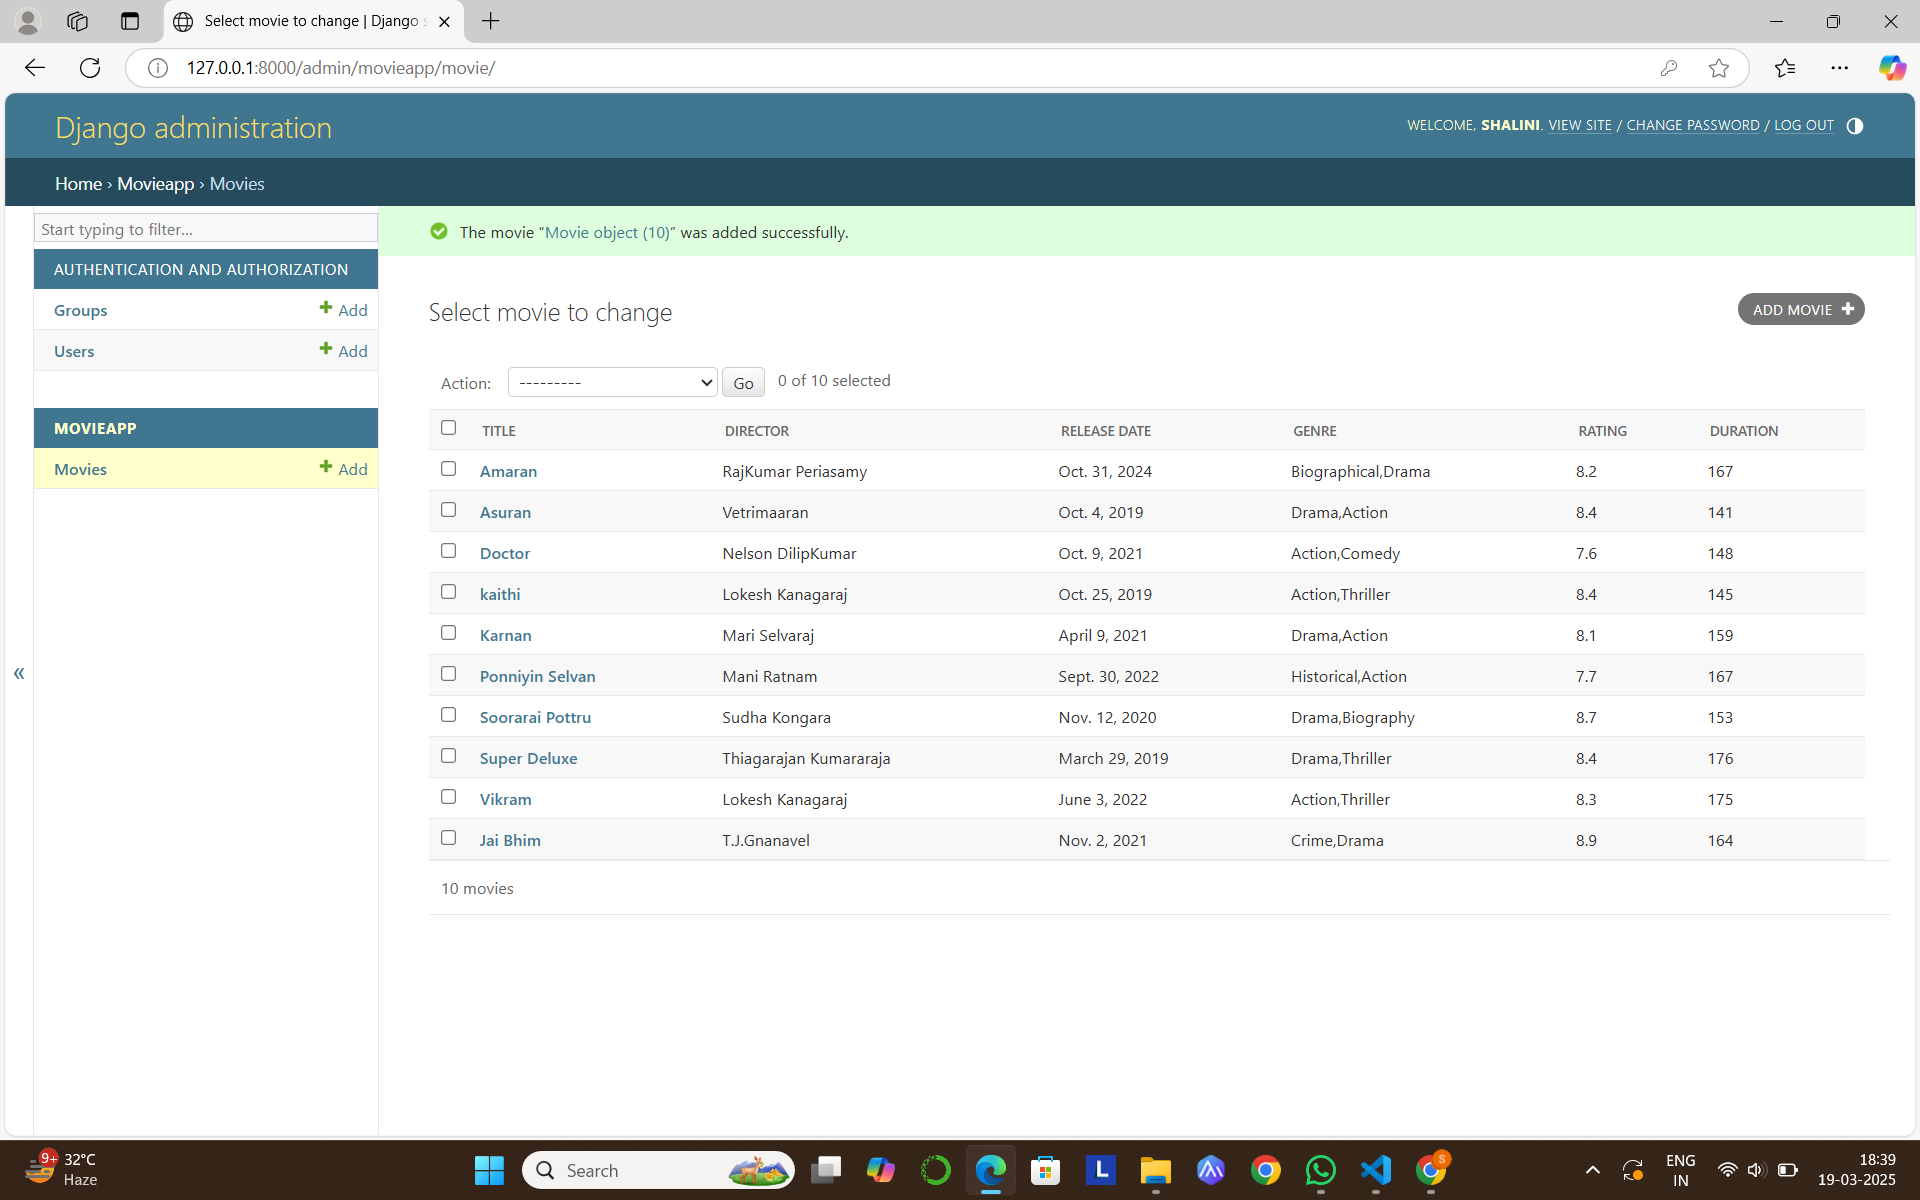 Select movie to change | Django s
127.0.0.1:8000/admin/movieapp/movie/
Django administration
WELCOME, SHALINI. VIEW SITE / CHANGE PASSWORD / LOG OUT
Home › Movieapp › Movies
Start typing to filter...
AUTHENTICATION AND AUTHORIZATION
Groups Add
Users Add
MOVIEAPP
Movies Add
«
The movie “Movie object (10)” was added successfully.
Select movie to change
ADD MOVIE
Action: --------- Go 0 of 10 selected
TITLE DIRECTOR RELEASE DATE GENRE RATING DURATION
Amaran RajKumar Periasamy Oct. 31, 2024 Biographical,Drama 8.2 167
Asuran Vetrimaaran Oct. 4, 2019 Drama,Action 8.4 141
Doctor Nelson DilipKumar Oct. 9, 2021 Action,Comedy 7.6 148
kaithi Lokesh Kanagaraj Oct. 25, 2019 Action,Thriller 8.4 145
Karnan Mari Selvaraj April 9, 2021 Drama,Action 8.1 159
Ponniyin Selvan Mani Ratnam Sept. 30, 2022 Historical,Action 7.7 167
Soorarai Pottru Sudha Kongara Nov. 12, 2020 Drama,Biography 8.7 153
Super Deluxe Thiagarajan Kumararaja March 29, 2019 Drama,Thriller 8.4 176
Vikram Lokesh Kanagaraj June 3, 2022 Action,Thriller 8.3 175
Jai Bhim T.J.Gnanavel Nov. 2, 2021 Crime,Drama 8.9 164
10 movies
9+ 32°C
Haze
Search
L
S
ENG
IN
18:39
19-03-2025